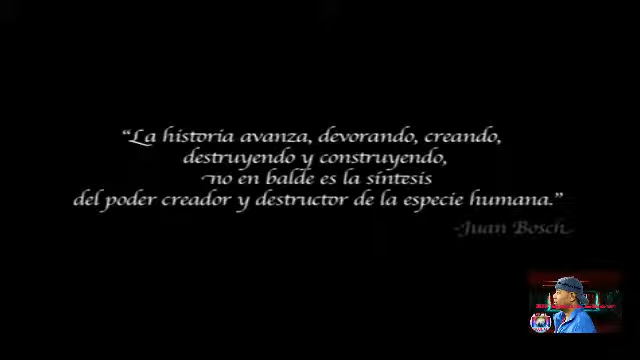 “La historia avanza, devorando, creando,
destruyendo y construyendo,
no en balde es la síntesis
del poder creador y destructor de la especie humana.”
-Juan Bosch